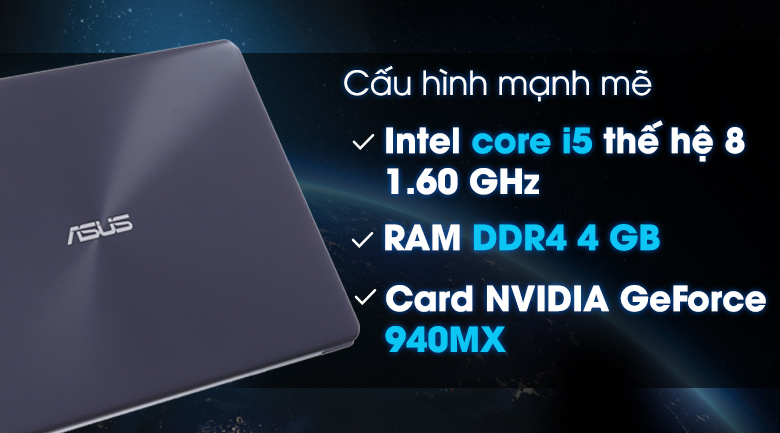 Cấu hình mạnh mẽ
Intel core i5 thế hệ 8
1.60 GHz
RAM DDR4 4 GB
Card NVIDIA GeForce
940MX
ASUS